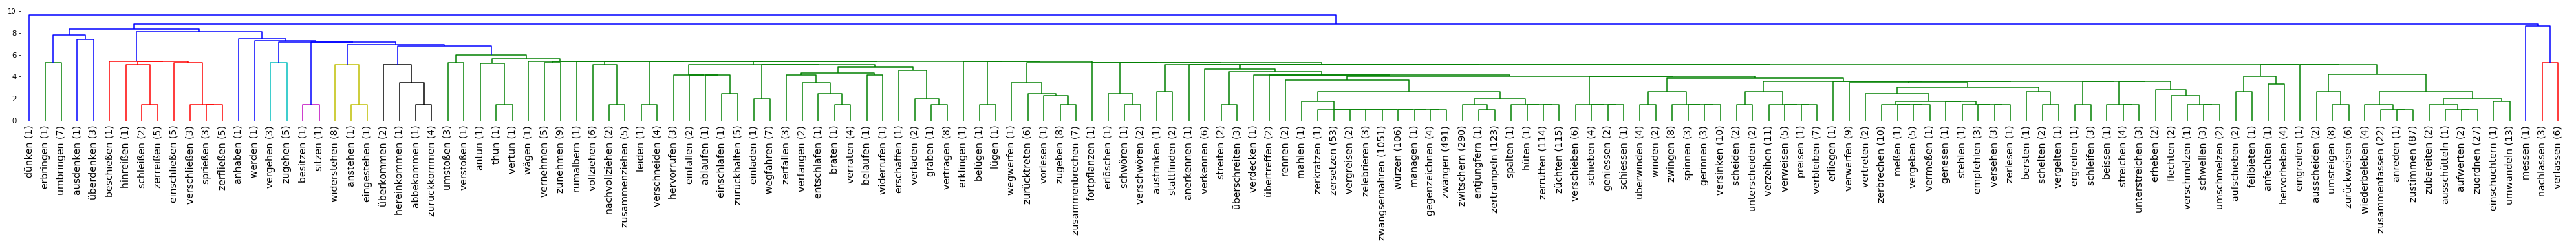 10
8
6
4
2
0
dünken (1)
erbringen (1)
umbringen (7)
ausdenken (1)
überdenken (3)
beschießen (1)
hinreißen (1)
schleißen (2)
zerreißen (5)
einschließen (5)
verschließen (3)
sprießen (3)
zerfließen (5)
anhaben (1)
werden (1)
vergehen (3)
zugehen (5)
besitzen (1)
sitzen (1)
widerstehen (8)
anstehen (1)
eingestehen (1)
überkommen (2)
hereinkommen (1)
abbekommen (1)
zurückkommen (4)
umstoßen (3)
verstoßen (1)
antun (1)
thun (1)
vertun (1)
wägen (1)
vernehmen (5)
zunehmen (9)
rumalbern (1)
vollziehen (6)
nachvollziehen (2)
zusammenziehen (5)
leiden (1)
verschneiden (4)
hervorrufen (3)
einfallen (2)
ablaufen (1)
einschlafen (1)
zurückhalten (5)
einladen (1)
wegfahren (7)
zerfallen (3)
verfangen (2)
entschlafen (1)
braten (1)
verraten (4)
belaufen (1)
widerrufen (1)
erschaffen (1)
verladen (2)
graben (1)
vertragen (8)
erklingen (1)
belügen (1)
lügen (1)
wegwerfen (1)
zurücktreten (6)
vorlesen (1)
zugeben (8)
zusammenbrechen (7)
fortpflanzen (1)
erlöschen (1)
schwören (1)
verschwören (2)
austrinken (1)
stattfinden (2)
anerkennen (1)
verkennen (6)
streiten (2)
überschreiten (3)
verdecken (1)
übertreffen (2)
rennen (2)
mahlen (1)
zerkratzen (1)
zersetzen (53)
vergreisen (2)
zelebrieren (3)
zwangsernähren (1051)
würzen (106)
managen (1)
gegenzeichnen (4)
zwängen (491)
zwitschern (290)
entjungfern (1)
zertrampeln (123)
spalten (1)
hüten (1)
zerrütten (114)
züchten (115)
verschieben (6)
schieben (4)
geniessen (2)
schiessen (1)
überwinden (4)
winden (2)
zwingen (8)
spinnen (3)
gerinnen (3)
versinken (10)
scheiden (2)
unterscheiden (2)
verzeihen (11)
verweisen (5)
preisen (1)
verbleiben (7)
erliegen (1)
verwerfen (9)
vertreten (2)
zerbrechen (10)
meßen (1)
vergeben (5)
vermeßen (1)
genesen (1)
stehlen (1)
empfehlen (3)
versehen (3)
zerlesen (1)
bersten (1)
schelten (2)
vergelten (1)
ergreifen (1)
schleifen (3)
beissen (1)
streichen (4)
unterstreichen (3)
erheben (2)
flechten (2)
verschmelzen (1)
schwellen (3)
umschmelzen (2)
aufschieben (2)
feilbieten (1)
anfechten (1)
hervorheben (4)
eingreifen (1)
ausscheiden (2)
umsteigen (8)
zurückweisen (6)
wiederbeleben (4)
zusammenfassen (22)
anreden (1)
zustimmen (87)
zubereiten (2)
ausschütteln (1)
aufwerten (2)
zuordnen (27)
einschüchtern (1)
umwandeln (13)
messen (1)
nachlassen (3)
verlassen (6)